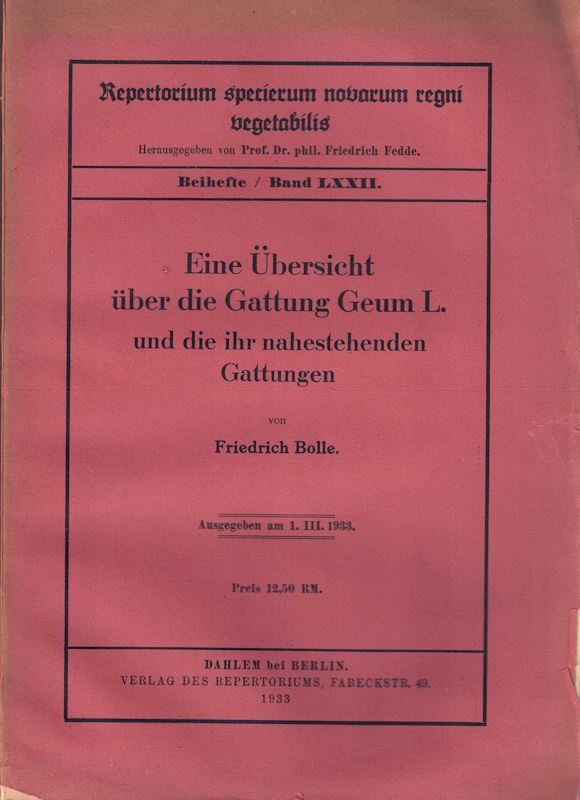 Repertorium specierum novarum regni
vegetabilis
Herausgegeben von Prof. Dr. phil. Friedrich Fedde.
Beihefte / Band LXXII.
Eine Übersicht
über die Gattung Geum L.
und die ihr nahestehenden
Gattungen
von
Friedrich Bolle.
Ausgegeben am 1. III. 1933.
Preis 12,50 RM.
DAHLEM bei BERLIN.
VERLAG DES REPERTORIUMS, FABECKSTR. 49.
1933